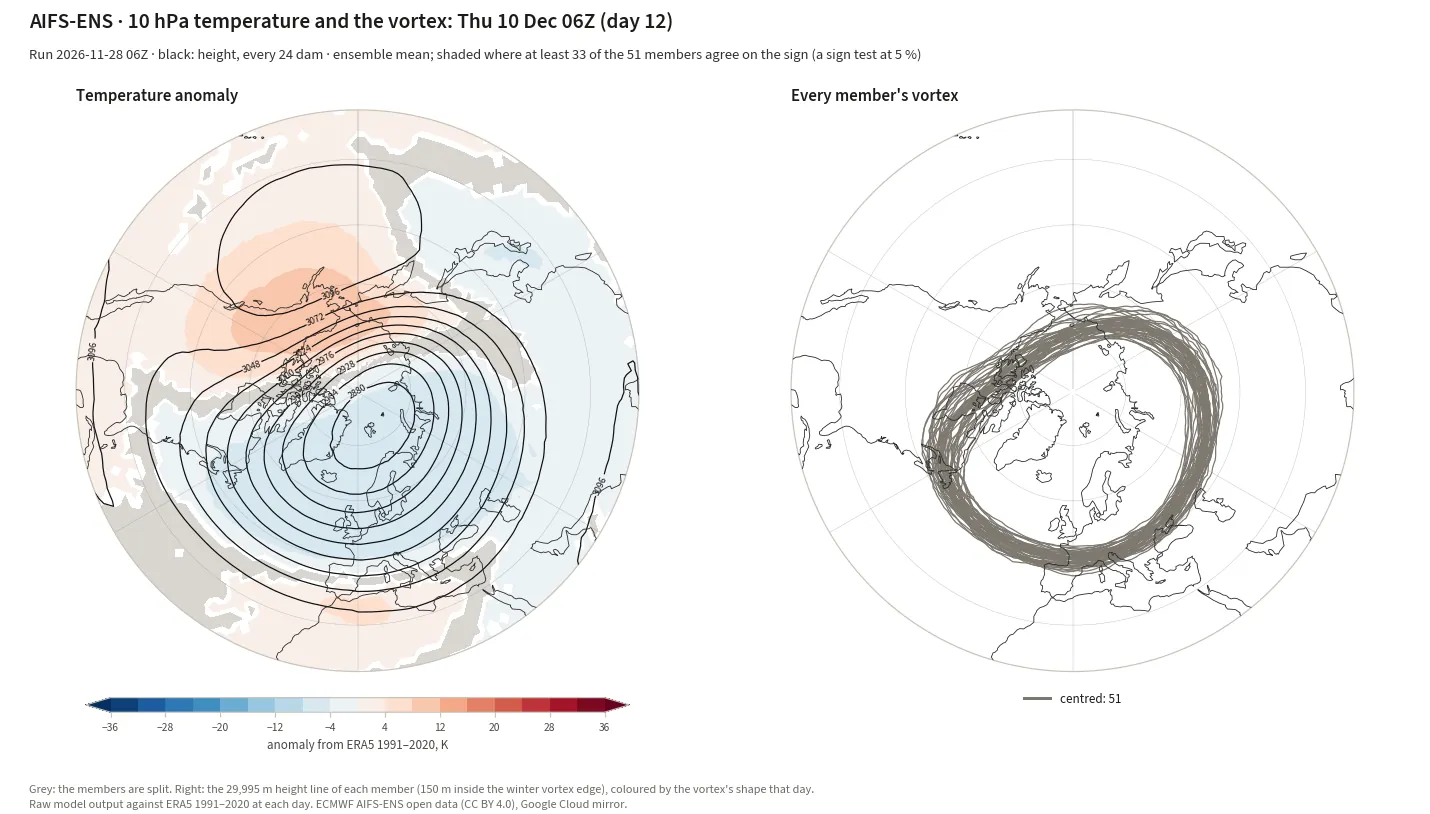 AIFS-ENS · 10 hPa temperature and the vortex: Thu 10 Dec 06Z (day 12)
Run 2026-11-28 06Z · black: height, every 24 dam · ensemble mean; shaded where at least 33 of the 51 members agree on the sign (a sign test at 5 %)
Temperature anomaly
Every member's vortex
3096
3072
3048
2976
2928
2880
3096
3096
centred: 51
−36 −28 −20 −12 −4 4 12 20 28 36
anomaly from ERA5 1991–2020, K
Grey: the members are split. Right: the 29,995 m height line of each member (150 m inside the winter vortex edge), coloured by the vortex's shape that day.
Raw model output against ERA5 1991–2020 at each day. ECMWF AIFS-ENS open data (CC BY 4.0), Google Cloud mirror.